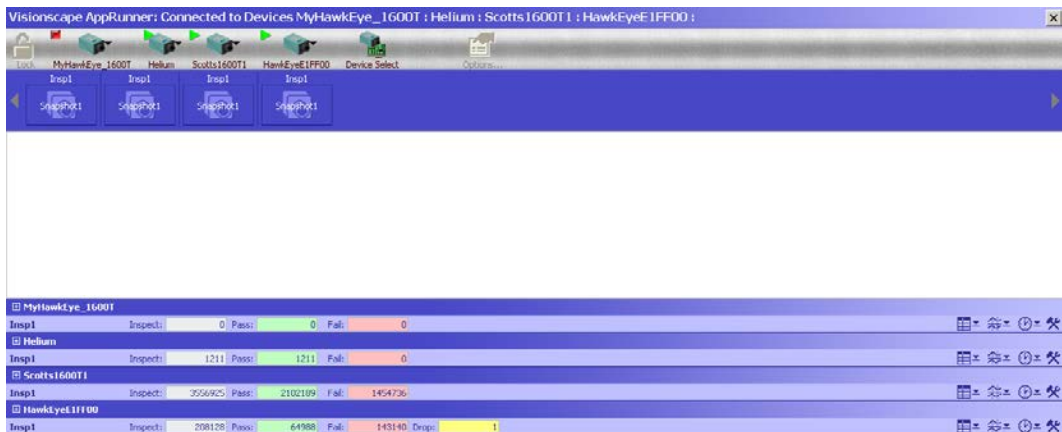 Visionscape AppRunner: Connected to Devices MyHawkEye_1600T : Helium : Scotts1600T1 : HawkEyeE1FF00 :
Lock MyHawkEye_1600T Helium Scotts1600T1 HawkEyeE1FF00 Device Select Options...
Insp1 Insp1 Insp1 Insp1
Snapshot1 Snapshot1 Snapshot1 Snapshot1
MyHawkEye_1600T
Insp1 Inspect: 0 Pass: 0 Fail: 0
Helium
Insp1 Inspect: 1211 Pass: 1211 Fail: 0
Scotts1600T1
Insp1 Inspect: 3556925 Pass: 2102189 Fail: 1454736
HawkEyeE1FF00
Insp1 Inspect: 208128 Pass: 64988 Fail: 143140 Drop: 1